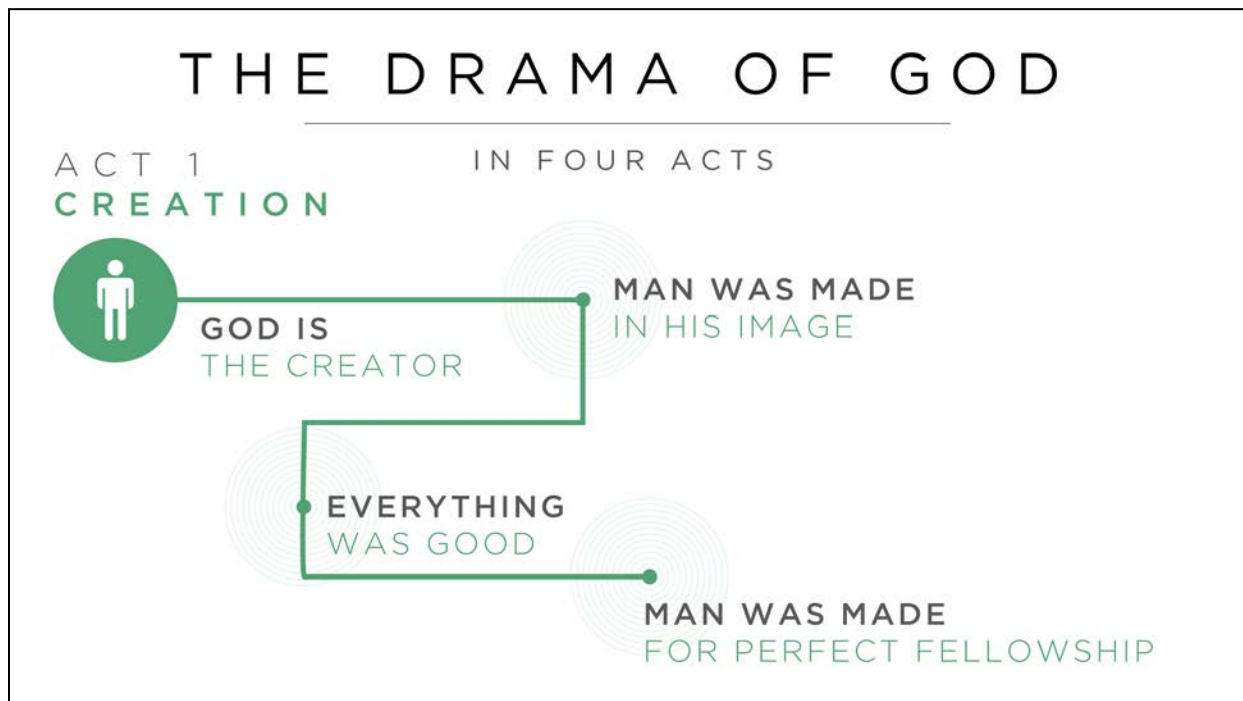 THE DRAMA OF GOD
IN FOUR ACTS
ACT 1
CREATION
GOD IS
THE CREATOR
MAN WAS MADE
IN HIS IMAGE
EVERYTHING
WAS GOOD
MAN WAS MADE
FOR PERFECT FELLOWSHIP